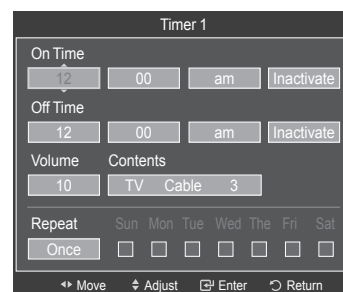 Timer 1
On Time
12 00 am Inactivate
Off Time
12 00 am Inactivate
Volume Contents
10 TV Cable 3
Repeat Sun Mon Tue Wed The Fri Sat
Once
Move Adjust Enter Return